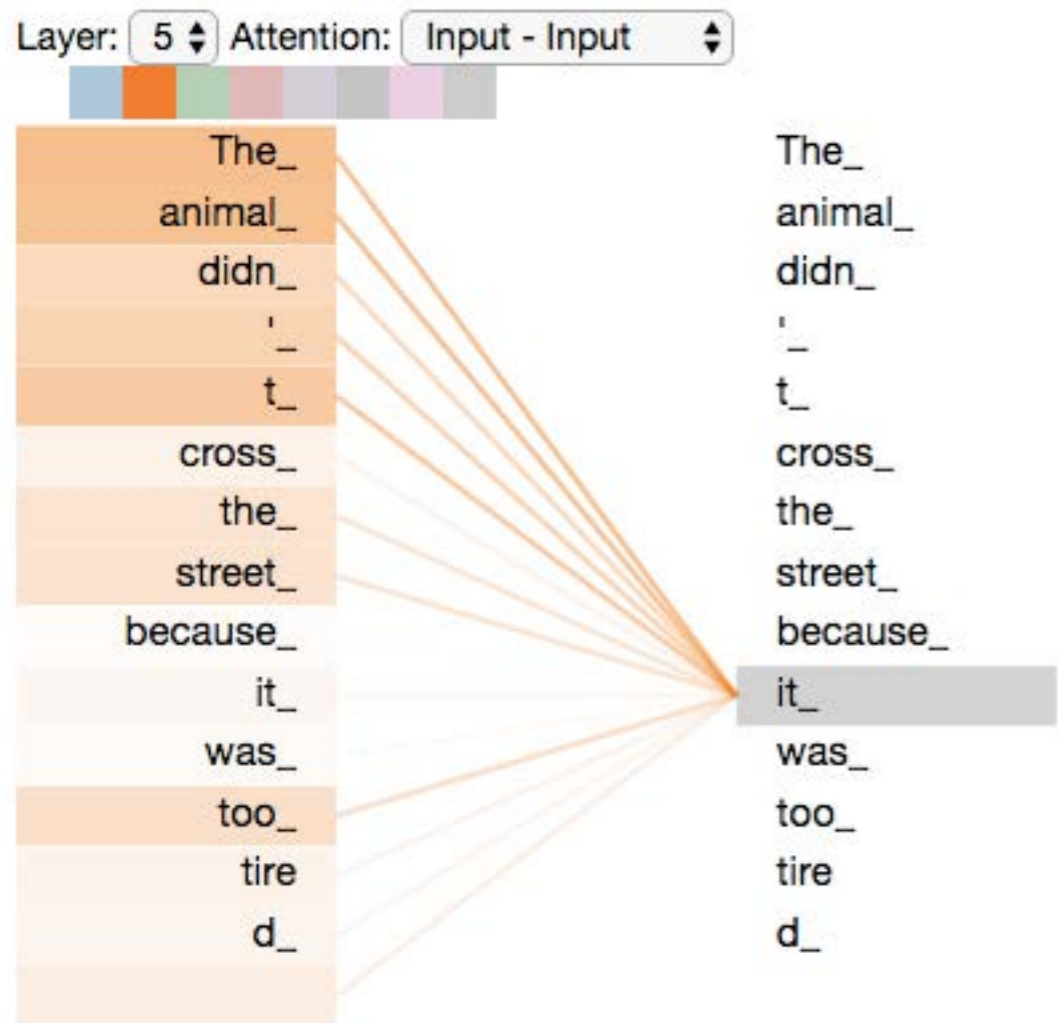 Layer: 5 Attention: Input - Input
The_ The_
animal_ animal_
didn_ didn_
'_ '_
t_ t_
cross_ cross_
the_ the_
street_ street_
because_ because_
it_ it_
was_ was_
too_ too_
tire tire
d_ d_